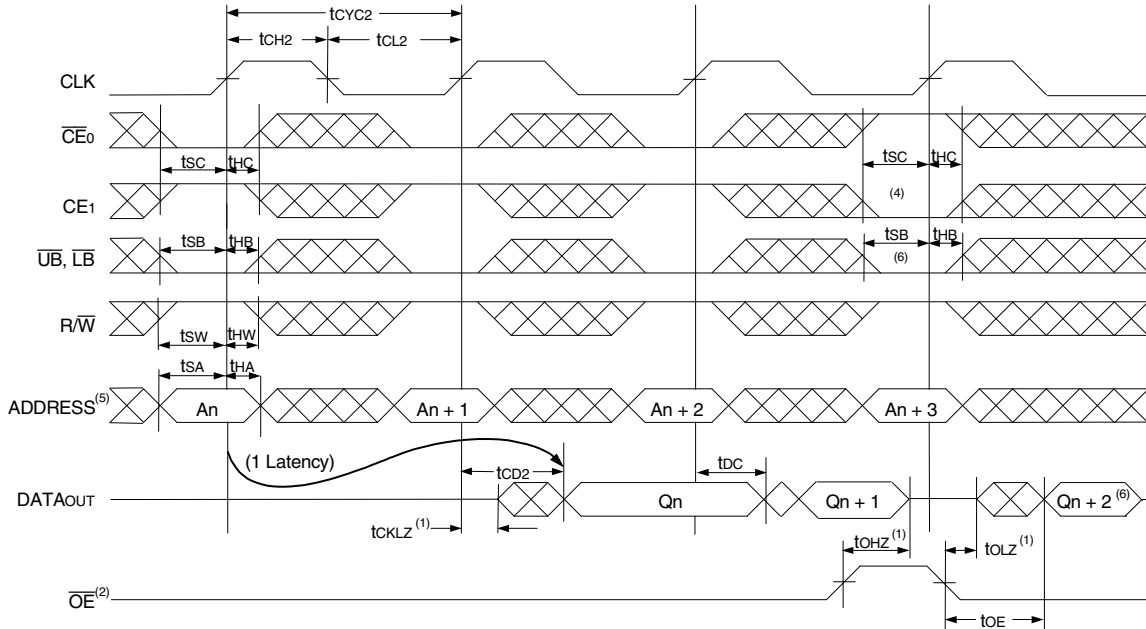 tCYC2
tCH2 tCL2
CLK
CE0
tSC tHC tSC tHC
CE1 (4)
tSB tHB tSB tHB
UB, LB (6)
R/W
tSW tHW
tSA tHA
ADDRESS(5) An An + 1 An + 2 An + 3
(1 Latency) tCD2 tDC
DATAOUT Qn Qn + 1 Qn + 2 (6)
tCKLZ (1) tOHZ (1) tOLZ (1)
OE(2)
tOE